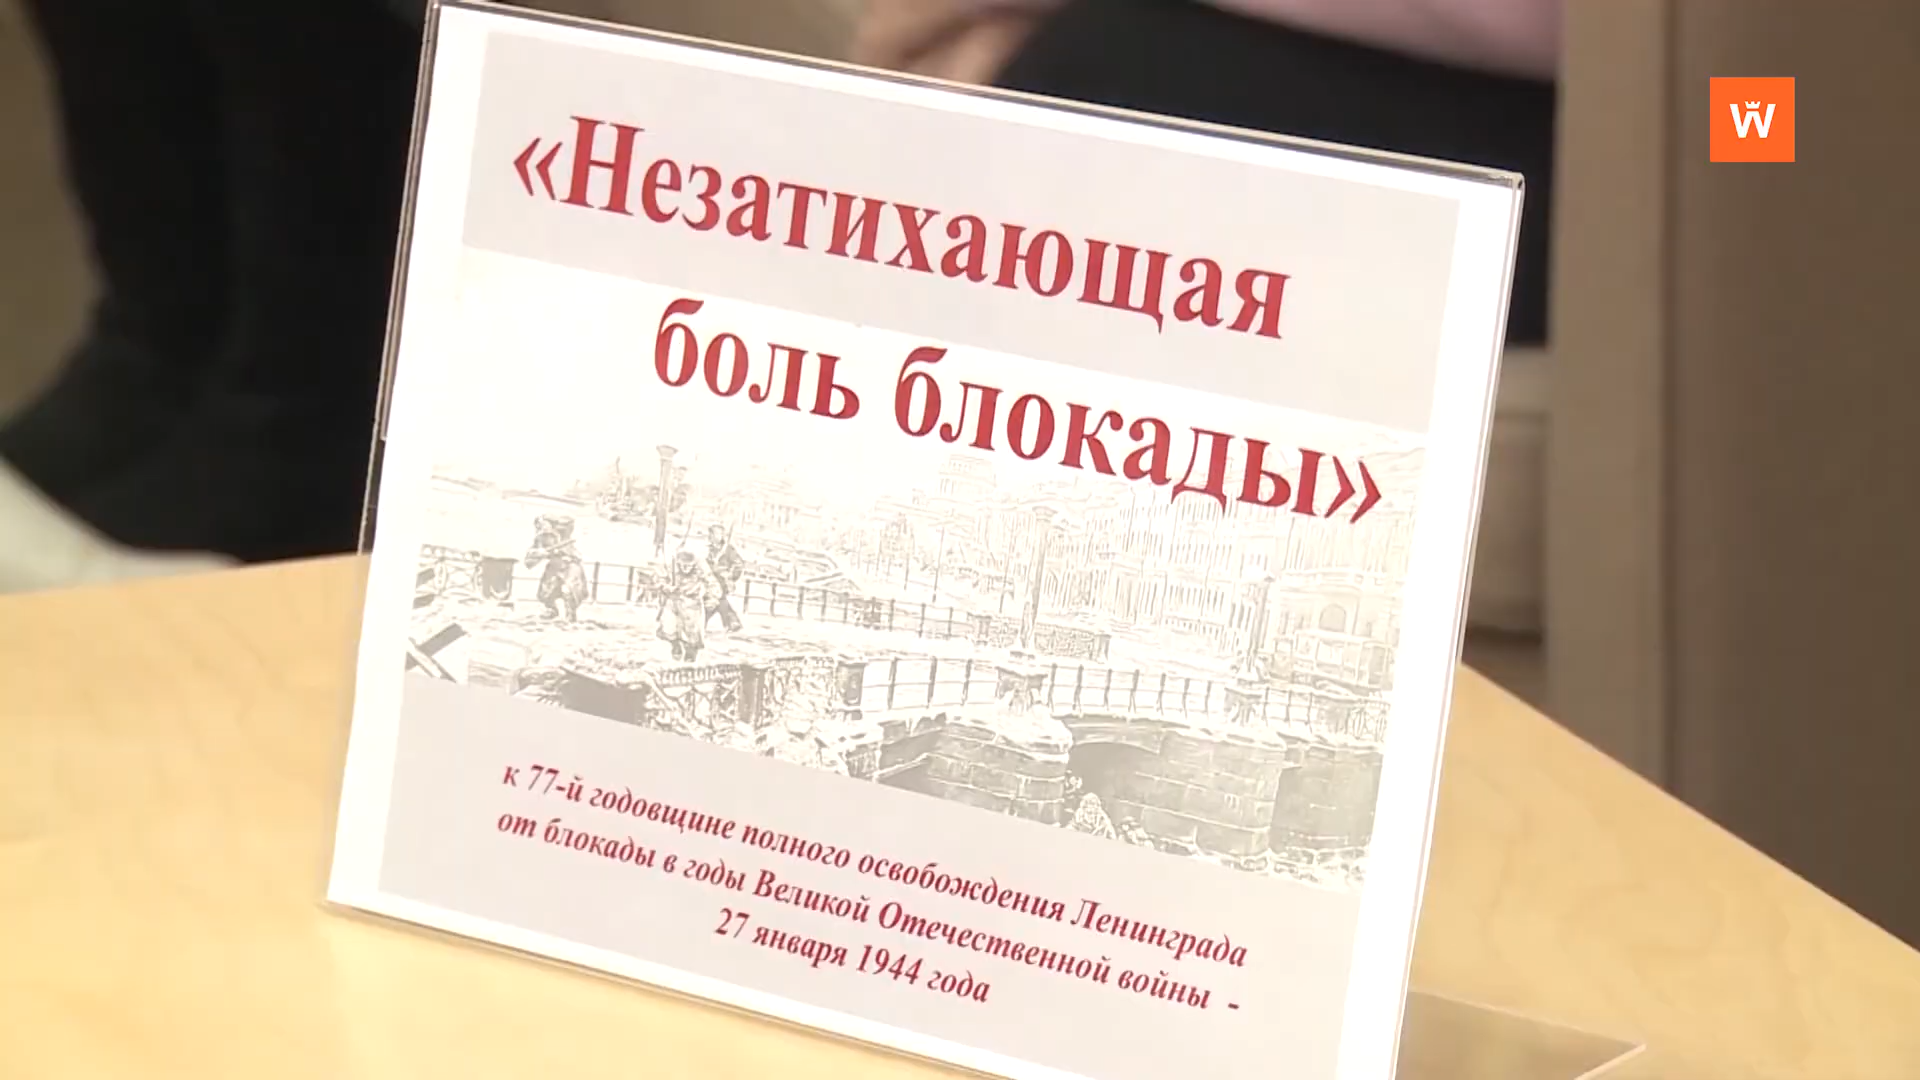 «Незатихающая
боль блокады»
к 77-й годовщине полного освобождения Ленинграда
от блокады в годы Великой Отечественной войны -
27 января 1944 года
W